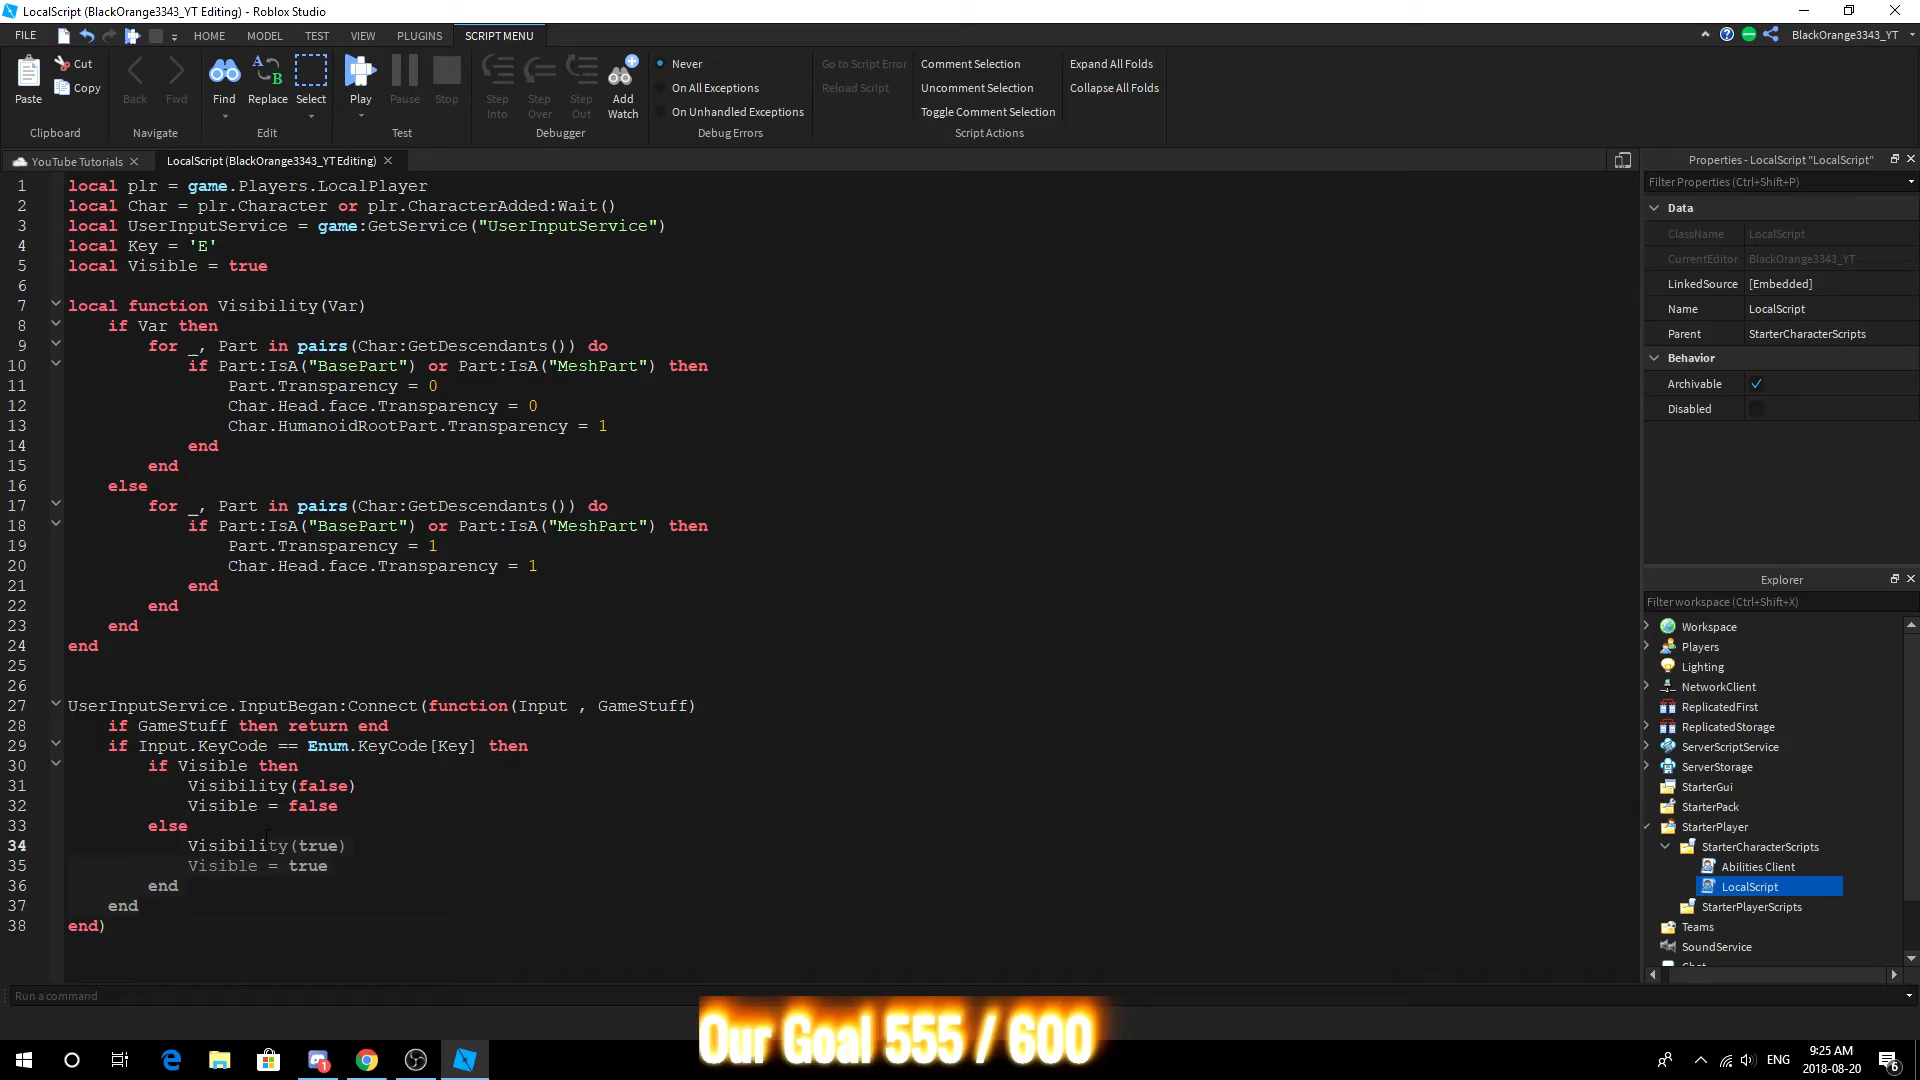 LocalScript (BlackOrange3343_YT Editing) - Roblox Studio
FILE HOME MODEL TEST VIEW PLUGINS SCRIPT MENU BlackOrange3343_YT
Paste Cut Copy Back Fwd Find Replace Select Play Pause Stop Step Into Step Over Step Out Add Watch
Never
On All Exceptions
On Unhandled Exceptions
Go to Script Error
Reload Script
Comment Selection
Uncomment Selection
Toggle Comment Selection
Expand All Folds
Collapse All Folds
Clipboard Navigate Edit Test Debugger Debug Errors Script Actions
YouTube Tutorials LocalScript (BlackOrange3343_YT Editing)
1 local plr = game.Players.LocalPlayer
2 local Char = plr.Character or plr.CharacterAdded:Wait()
3 local UserInputService = game:GetService("UserInputService")
4 local Key = 'E'
5 local Visible = true
6
7 local function Visibility(Var)
8 if Var then
9 for _, Part in pairs(Char:GetDescendants()) do
10 if Part:IsA("BasePart") or Part:IsA("MeshPart") then
11 Part.Transparency = 0
12 Char.Head.face.Transparency = 0
13 Char.HumanoidRootPart.Transparency = 1
14 end
15 end
16 else
17 for _, Part in pairs(Char:GetDescendants()) do
18 if Part:IsA("BasePart") or Part:IsA("MeshPart") then
19 Part.Transparency = 1
20 Char.Head.face.Transparency = 1
21 end
22 end
23 end
24 end
25
26
27 UserInputService.InputBegan:Connect(function(Input , GameStuff)
28 if GameStuff then return end
29 if Input.KeyCode == Enum.KeyCode[Key] then
30 if Visible then
31 Visibility(false)
32 Visible = false
33 else
34 Visibility(true)
35 Visible = true
36 end
37 end
38 end)
Properties - LocalScript "LocalScript"
Filter Properties (Ctrl+Shift+P)
Data
ClassName LocalScript
CurrentEditor BlackOrange3343_YT
LinkedSource [Embedded]
Name LocalScript
Parent StarterCharacterScripts
Behavior
Archivable
Disabled
Explorer
Filter workspace (Ctrl+Shift+X)
Workspace
Players
Lighting
NetworkClient
ReplicatedFirst
ReplicatedStorage
ServerScriptService
ServerStorage
StarterGui
StarterPack
StarterPlayer
StarterCharacterScripts
Abilities Client
LocalScript
StarterPlayerScripts
Teams
SoundService
Run a command
Our Goal 555 / 600
1
ENG
9:25 AM
2018-08-20
6